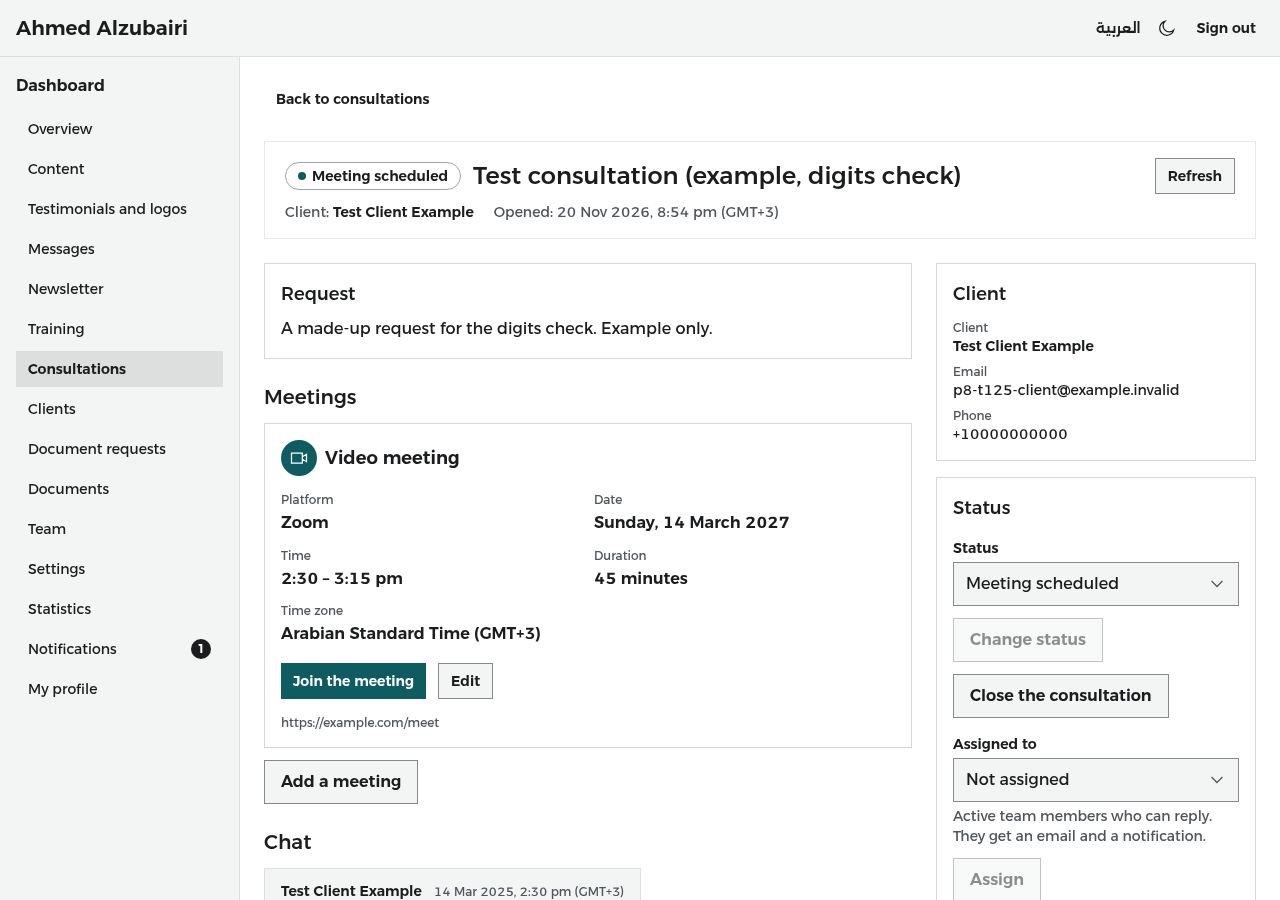 Ahmed Alzubairi
العربية
Sign out
Dashboard
Overview
Content
Testimonials and logos
Messages
Newsletter
Training
Consultations
Clients
Document requests
Documents
Team
Settings
Statistics
Notifications
1
My profile
Back to consultations
Meeting scheduled
Test consultation (example, digits check)
Refresh
Client: Test Client Example
Opened: 20 Nov 2026, 8:54 pm (GMT+3)
Request
A made-up request for the digits check. Example only.
Meetings
Video meeting
Platform
Zoom
Date
Sunday, 14 March 2027
Time
2:30 – 3:15 pm
Duration
45 minutes
Time zone
Arabian Standard Time (GMT+3)
Join the meeting
Edit
https://example.com/meet
Add a meeting
Chat
Test Client Example
14 Mar 2025, 2:30 pm (GMT+3)
Client
Client
Test Client Example
Email
p8-t125-client@example.invalid
Phone
+10000000000
Status
Status
Meeting scheduled
Change status
Close the consultation
Assigned to
Not assigned
Active team members who can reply.
They get an email and a notification.
Assign